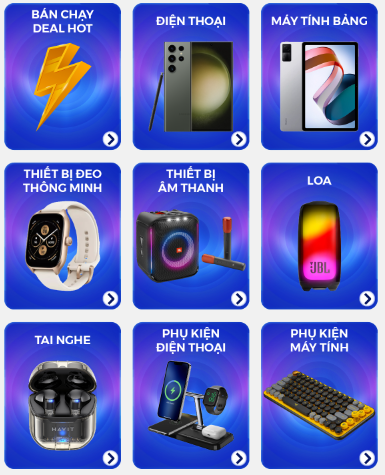 BÁN CHẠY
DEAL HOT
ĐIỆN THOẠI
MÁY TÍNH BẢNG
THIẾT BỊ ĐEO
THÔNG MINH
THIẾT BỊ
ÂM THANH
LOA
JBL
TAI NGHE
HAVIT
PHỤ KIỆN
ĐIỆN THOẠI
PHỤ KIỆN
MÁY TÍNH